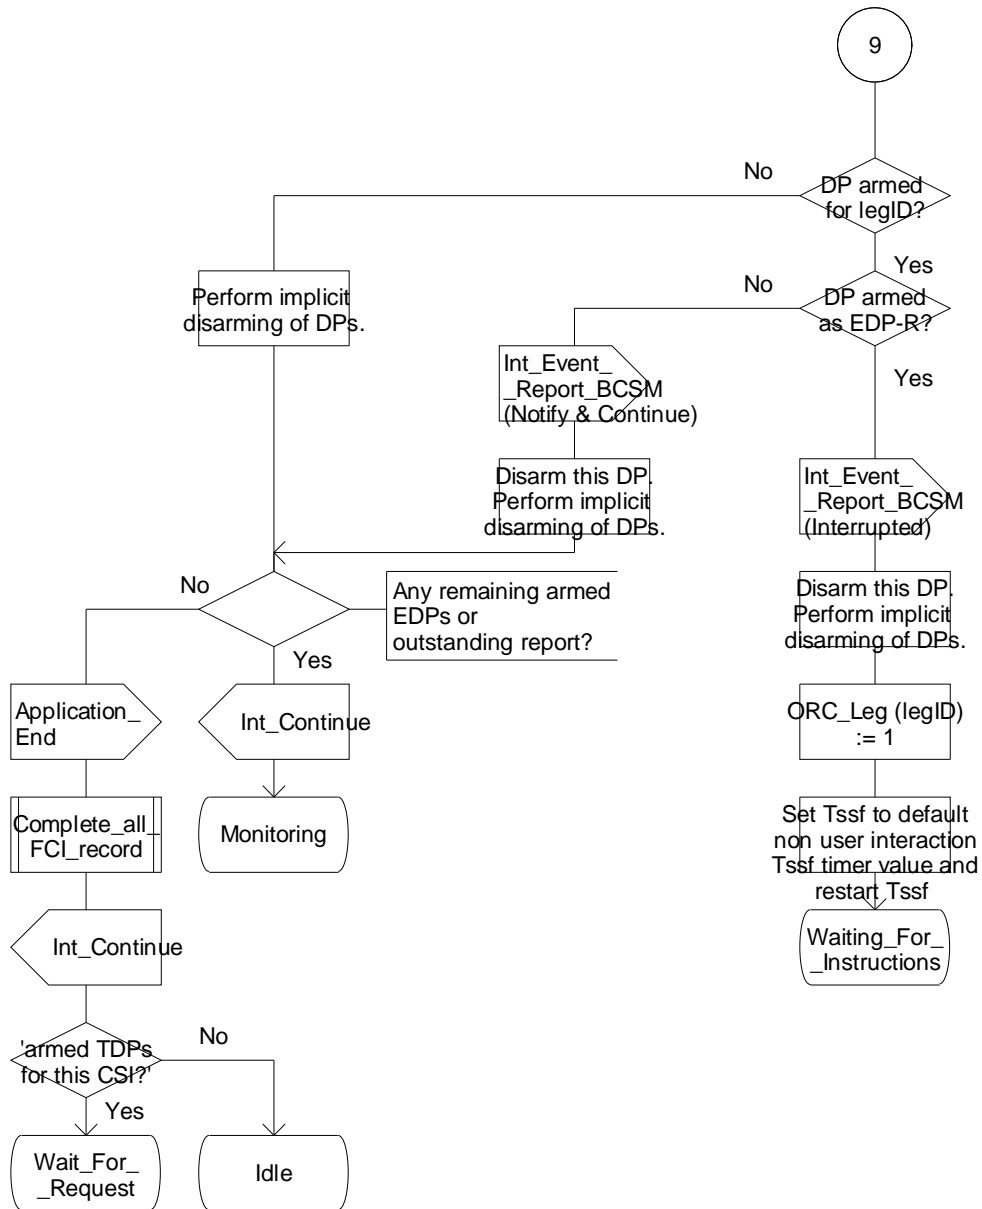 9
No
DP armed
for legID?
Yes
Perform implicit
disarming of DPs.
No
DP armed
as EDP-R?
Yes
Int_Event_
_Report_BCSM
(Notify & Continue)
Disarm this DP.
Perform implicit
disarming of DPs.
Int_Event_
_Report_BCSM
(Interrupted)
No
Any remaining armed
EDPs or
outstanding report?
Yes
Disarm this DP.
Perform implicit
disarming of DPs.
Application_
End
Int_Continue
ORC_Leg (legID)
:= 1
Complete_all_
FCI_record
Monitoring
Set Tssf to default
non user interaction
Tssf timer value and
restart Tssf
Int_Continue
Waiting_For_
_Instructions
'armed TDPs
for this CSI?'
No
Yes
Wait_For_
_Request
Idle